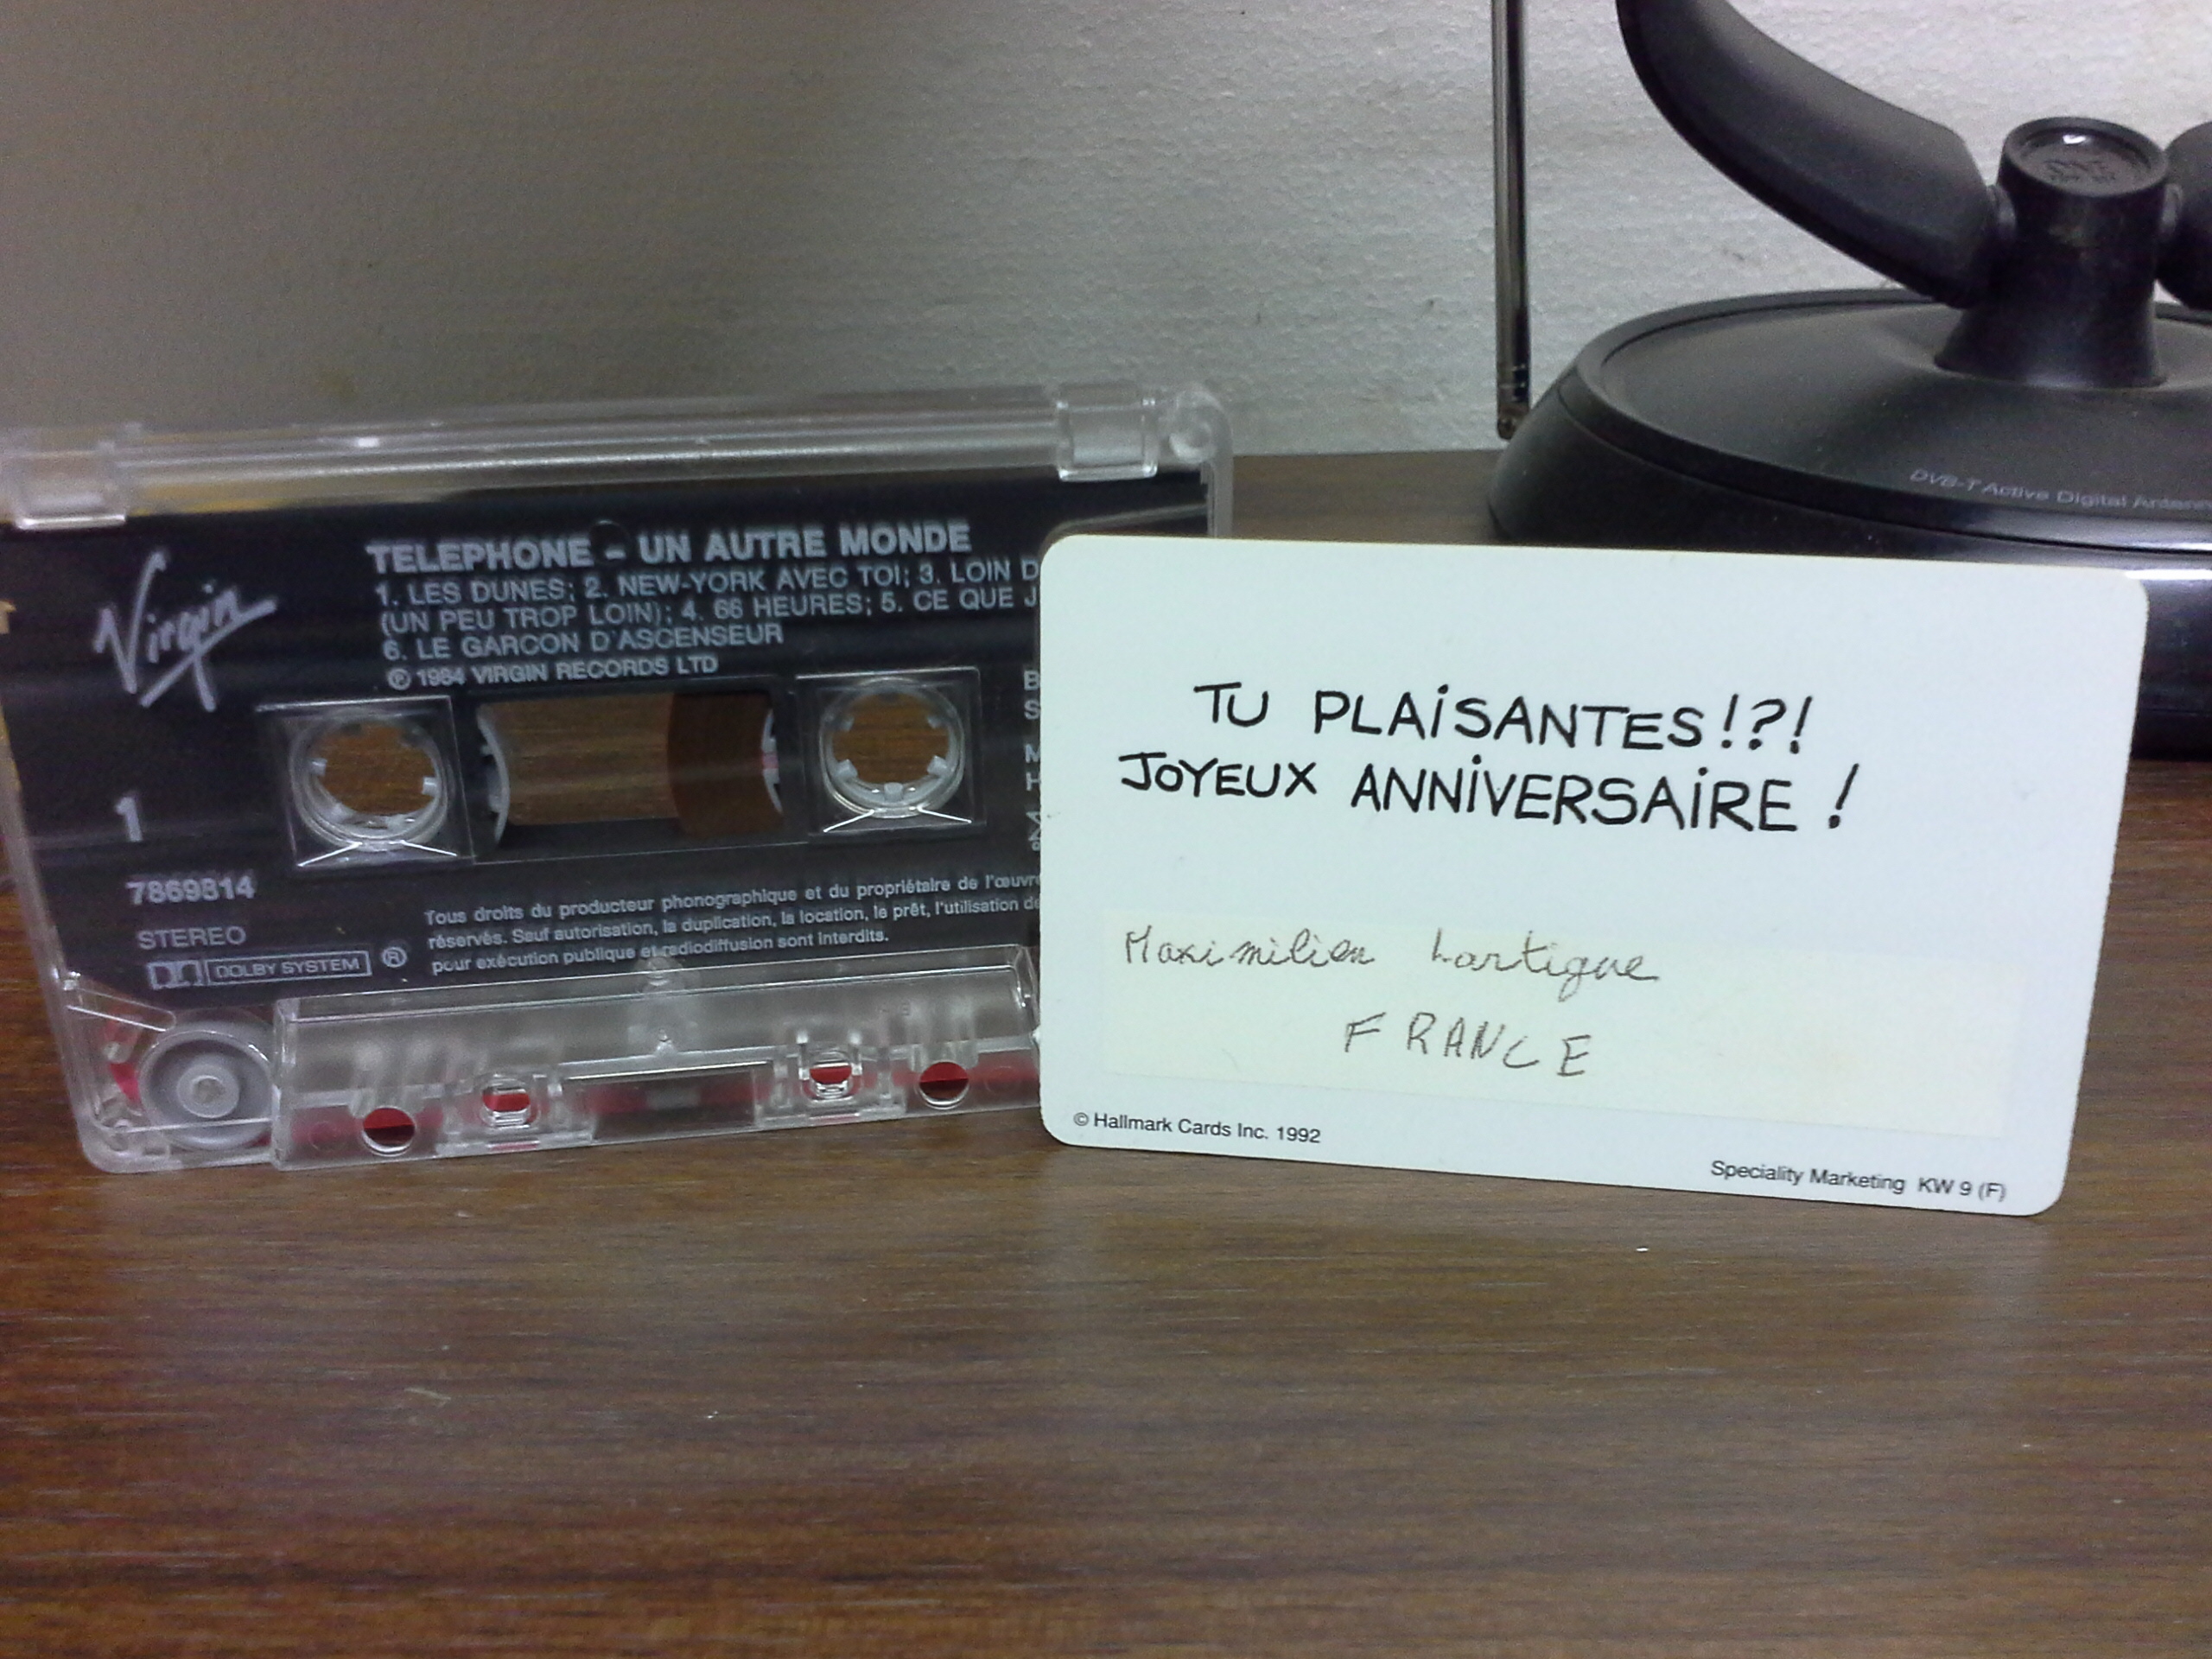 Virgin
TELEPHONE - UN AUTRE MONDE
1. LES DUNES; 2. NEW-YORK AVEC TOI; 3. LOIN D
(UN PEU TROP LOIN); 4. 66 HEURES; 5. CE QUE J
6. LE GARCON D'ASCENSEUR
℗ 1984 VIRGIN RECORDS LTD
1
7869814
STEREO
DOLBY SYSTEM ®
Tous droits du producteur phonographique et du propriétaire de l'œuvre
réservés. Sauf autorisation, la duplication, la location, le prêt, l'utilisation de
pour exécution publique et radiodiffusion sont interdits.
TU PLAISANTES!?!
JOYEUX ANNIVERSAIRE !
Maximilien Lartigue
FRANCE
© Hallmark Cards Inc. 1992
Speciality Marketing KW 9 (F)
DVB-T Active Digital Anten